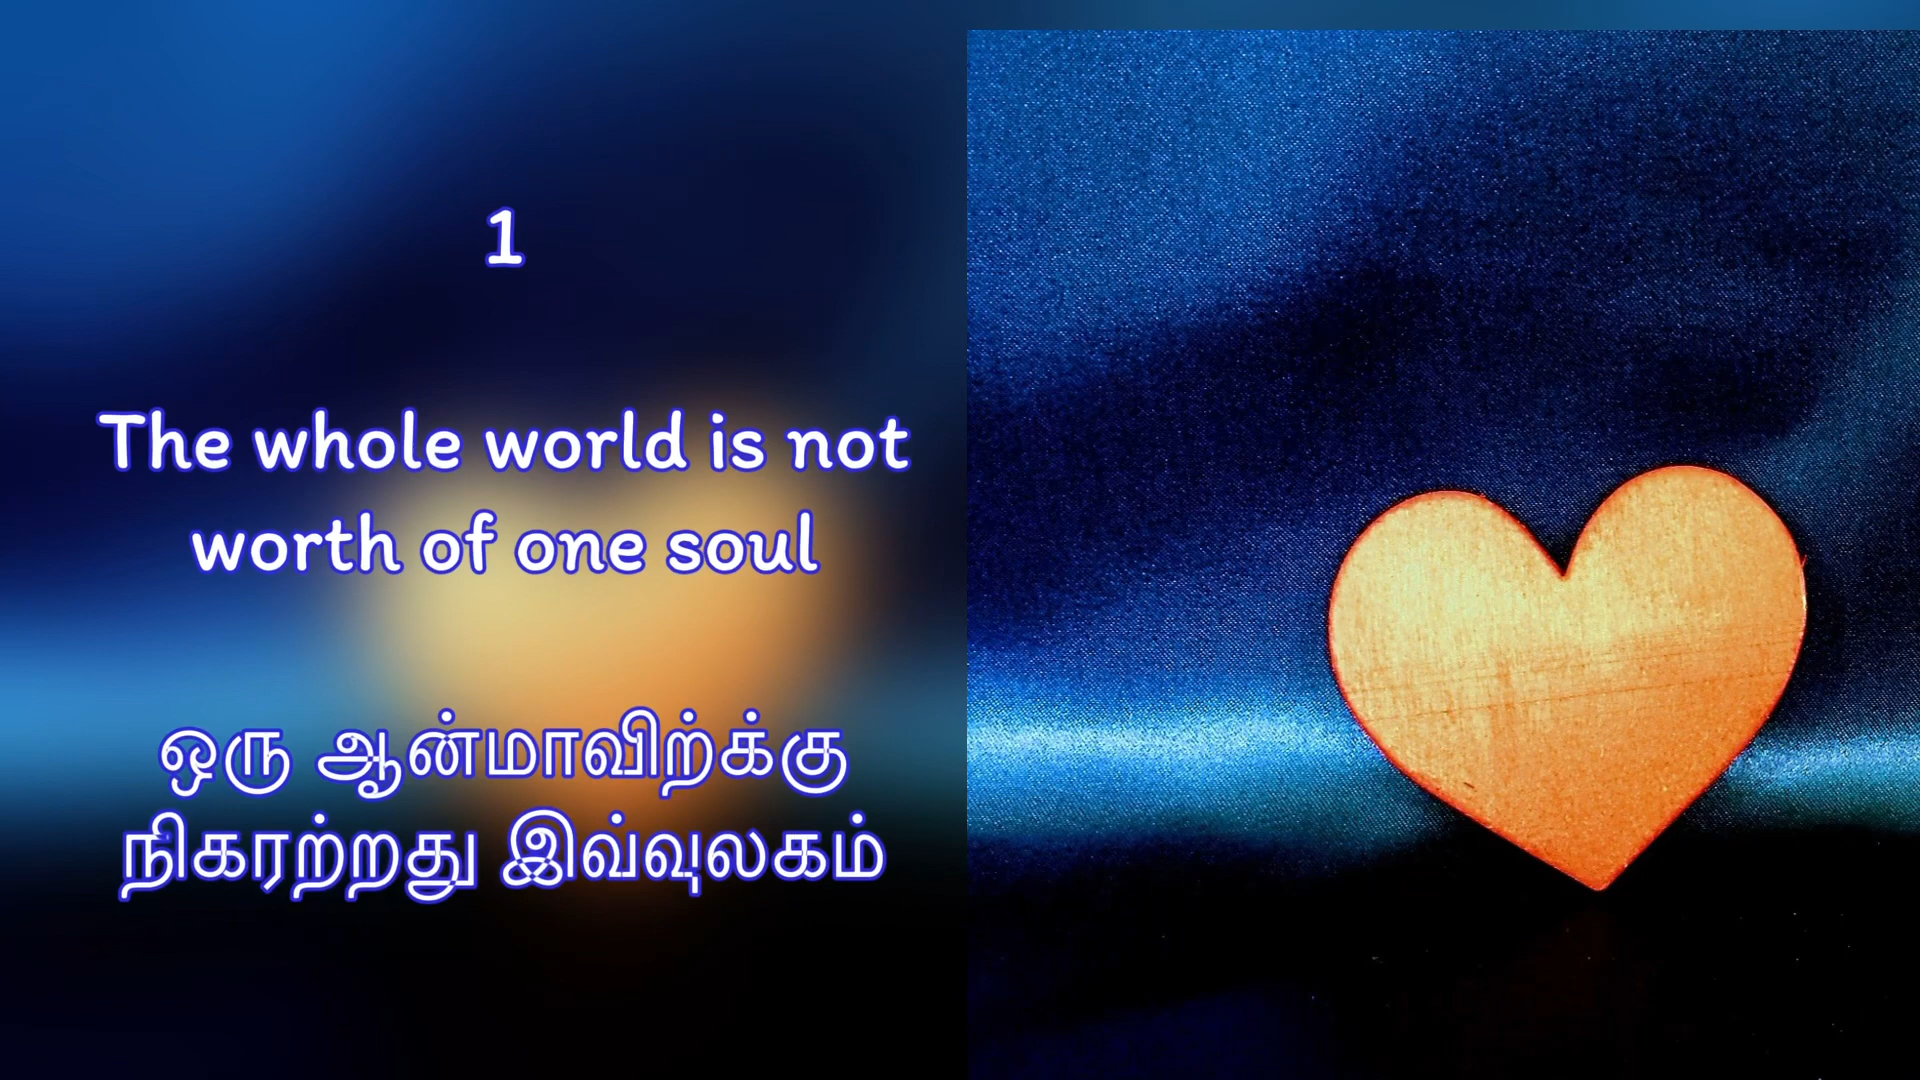 1
The whole world is not
worth of one soul
ஒரு ஆன்மாவிற்க்கு
நிகரற்றது இவ்வுலகம்